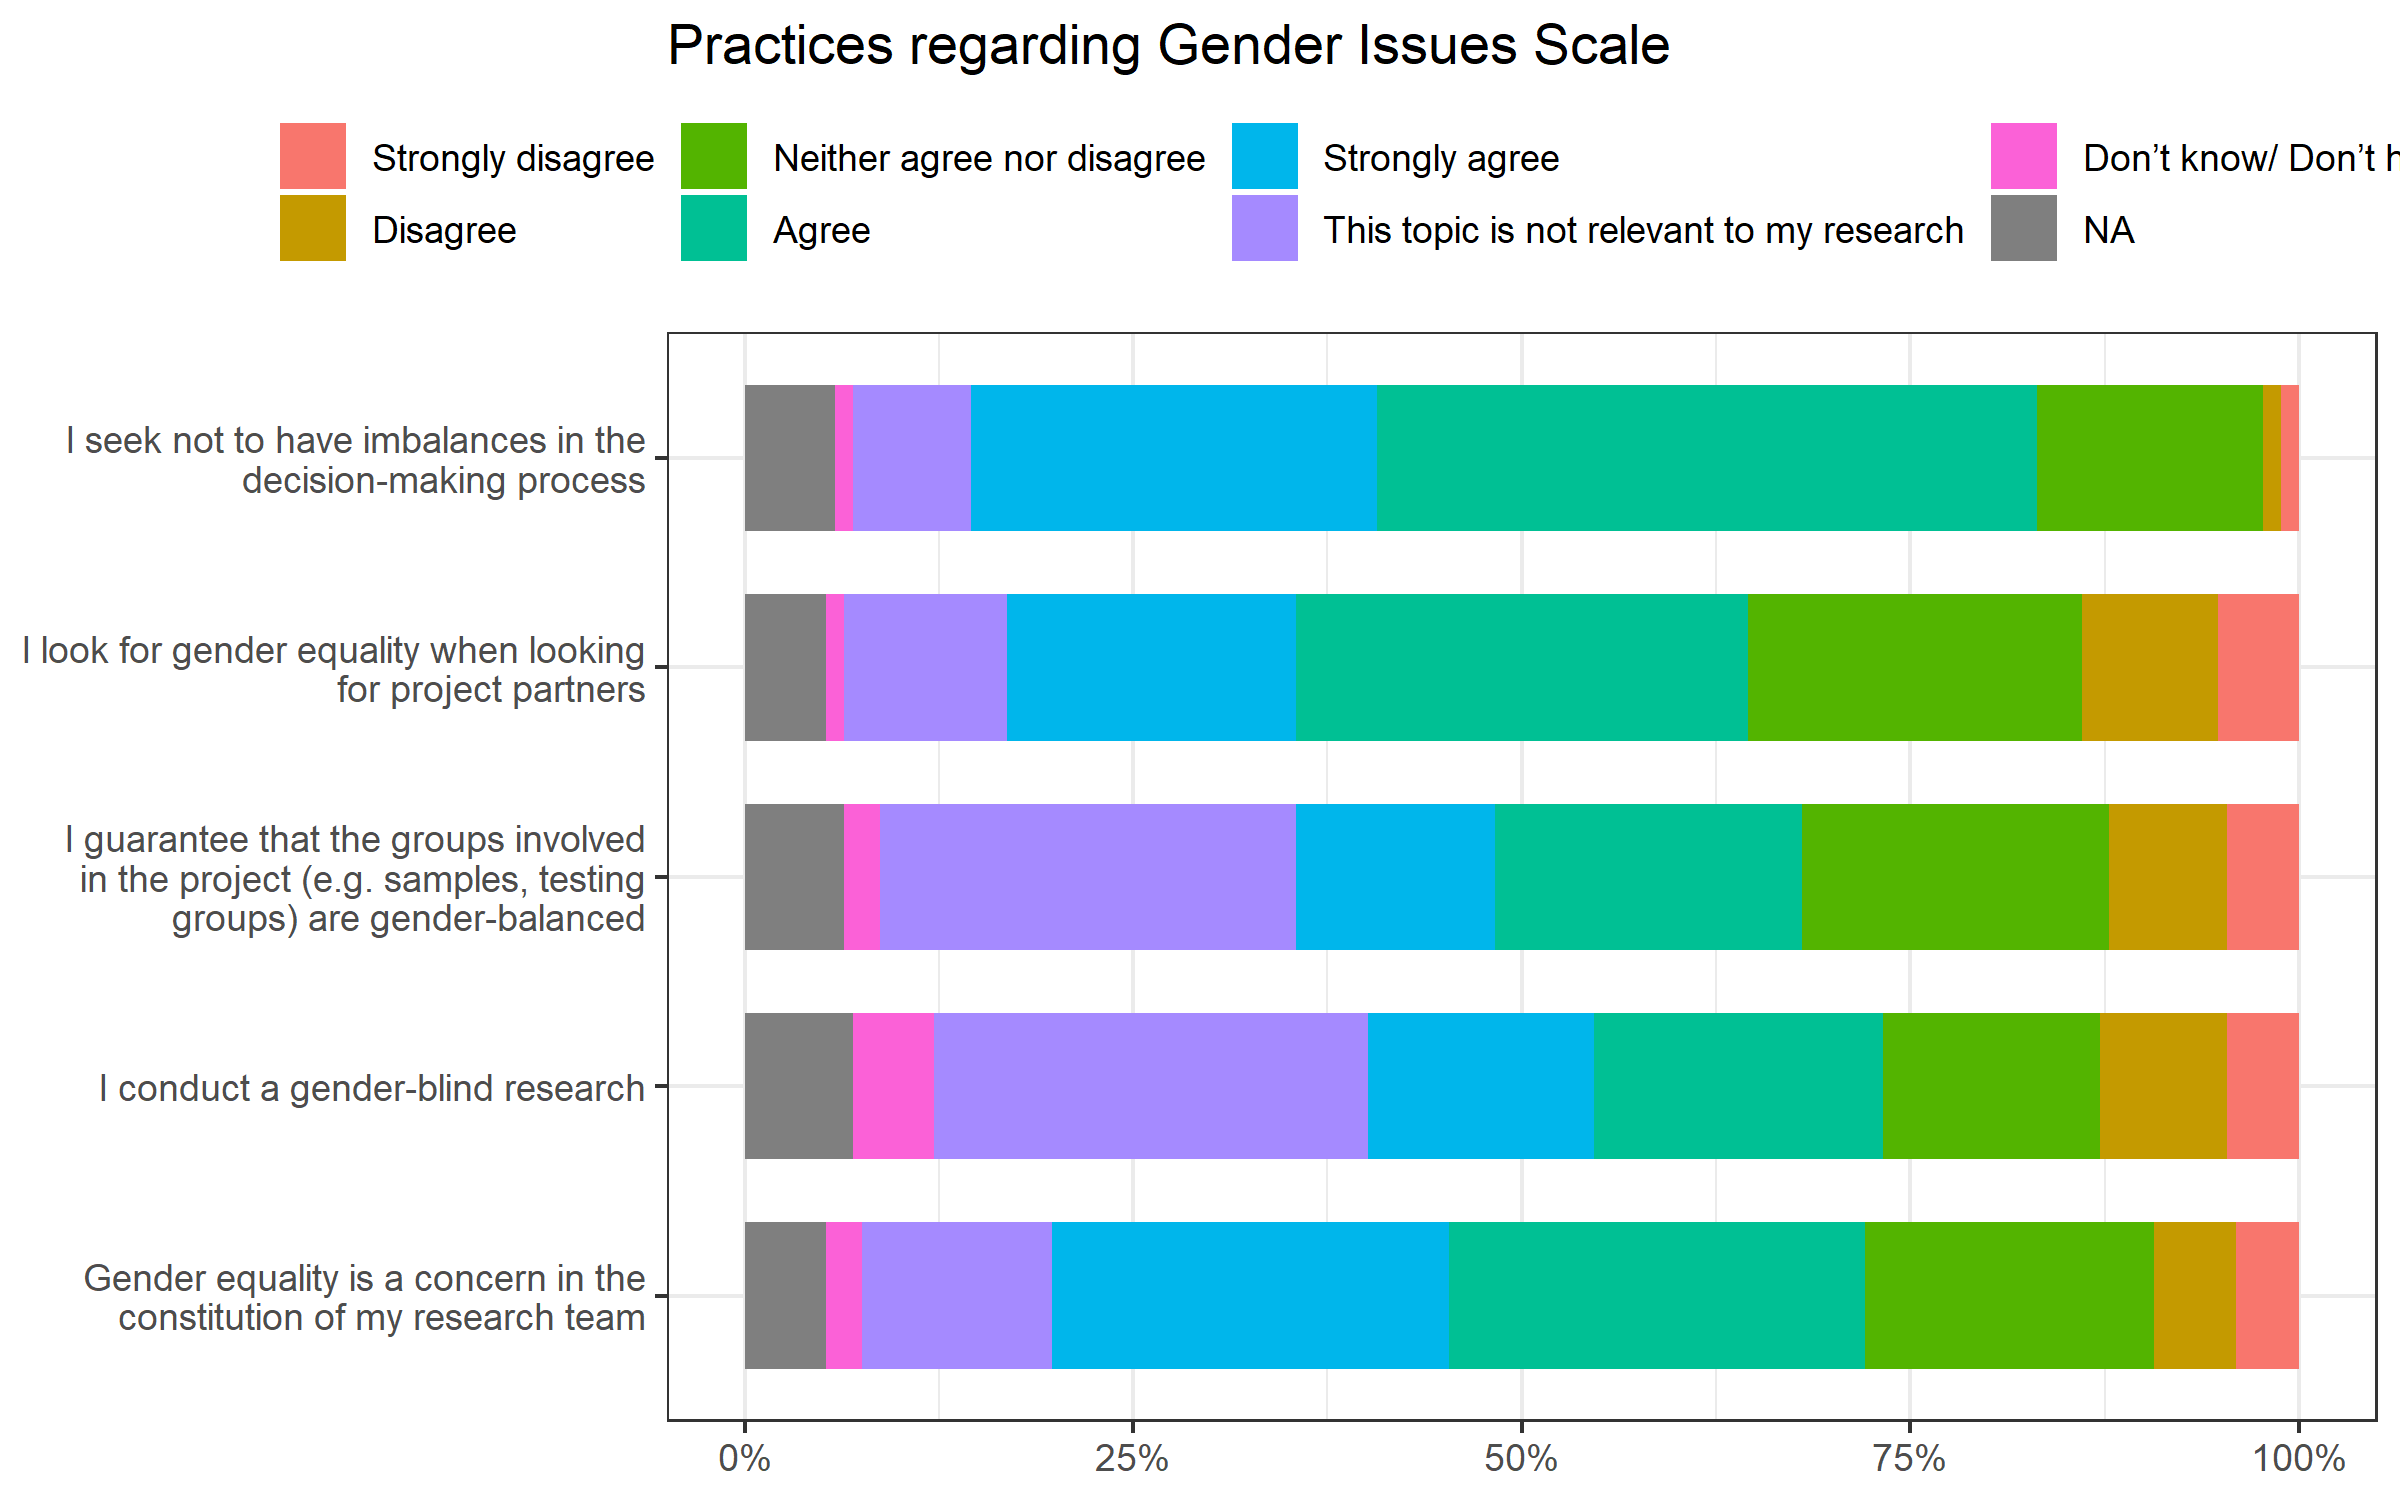 Practices regarding Gender Issues Scale
Strongly disagree
Neither agree nor disagree
Strongly agree
Don’t know/ Don’t h
Disagree
Agree
This topic is not relevant to my research
NA
I seek not to have imbalances in the
decision-making process
I look for gender equality when looking
for project partners
I guarantee that the groups involved
in the project (e.g. samples, testing
groups) are gender-balanced
I conduct a gender-blind research
Gender equality is a concern in the
constitution of my research team
0%
25%
50%
75%
100%